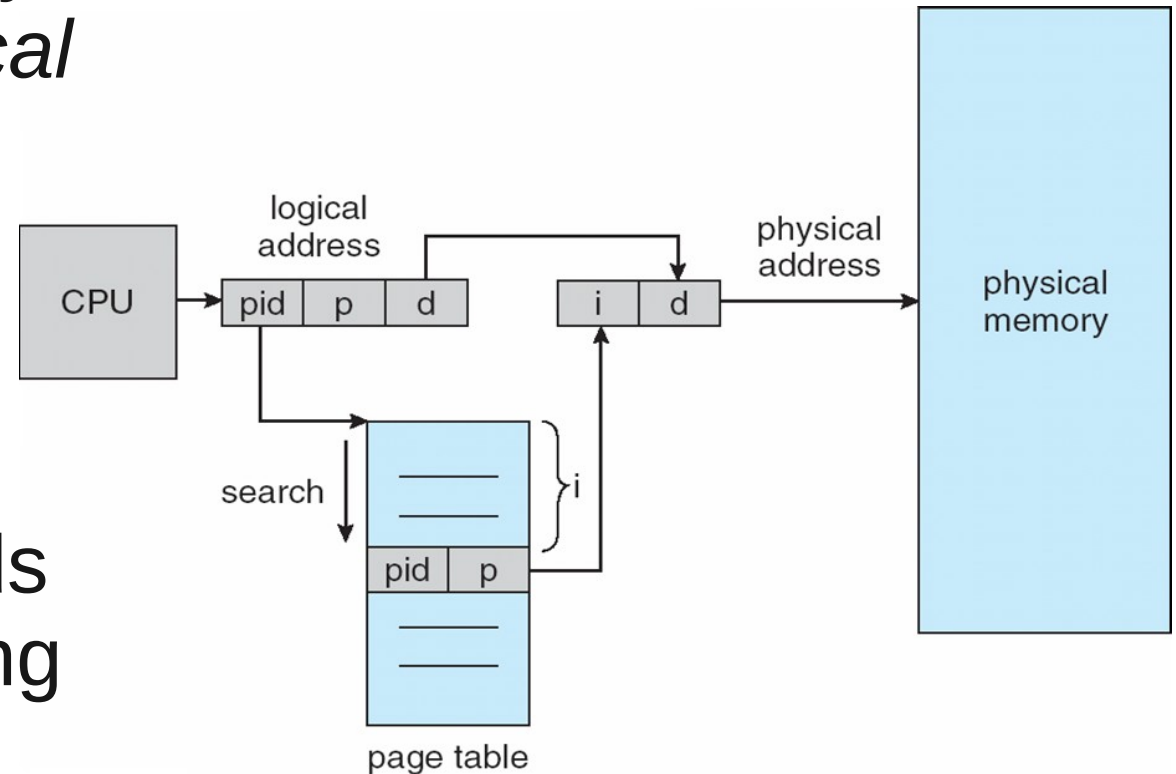 cal
logical
address
CPU
pid p d
i d
physical
address
physical
memory
search
i
pid p
ls
ng
page table